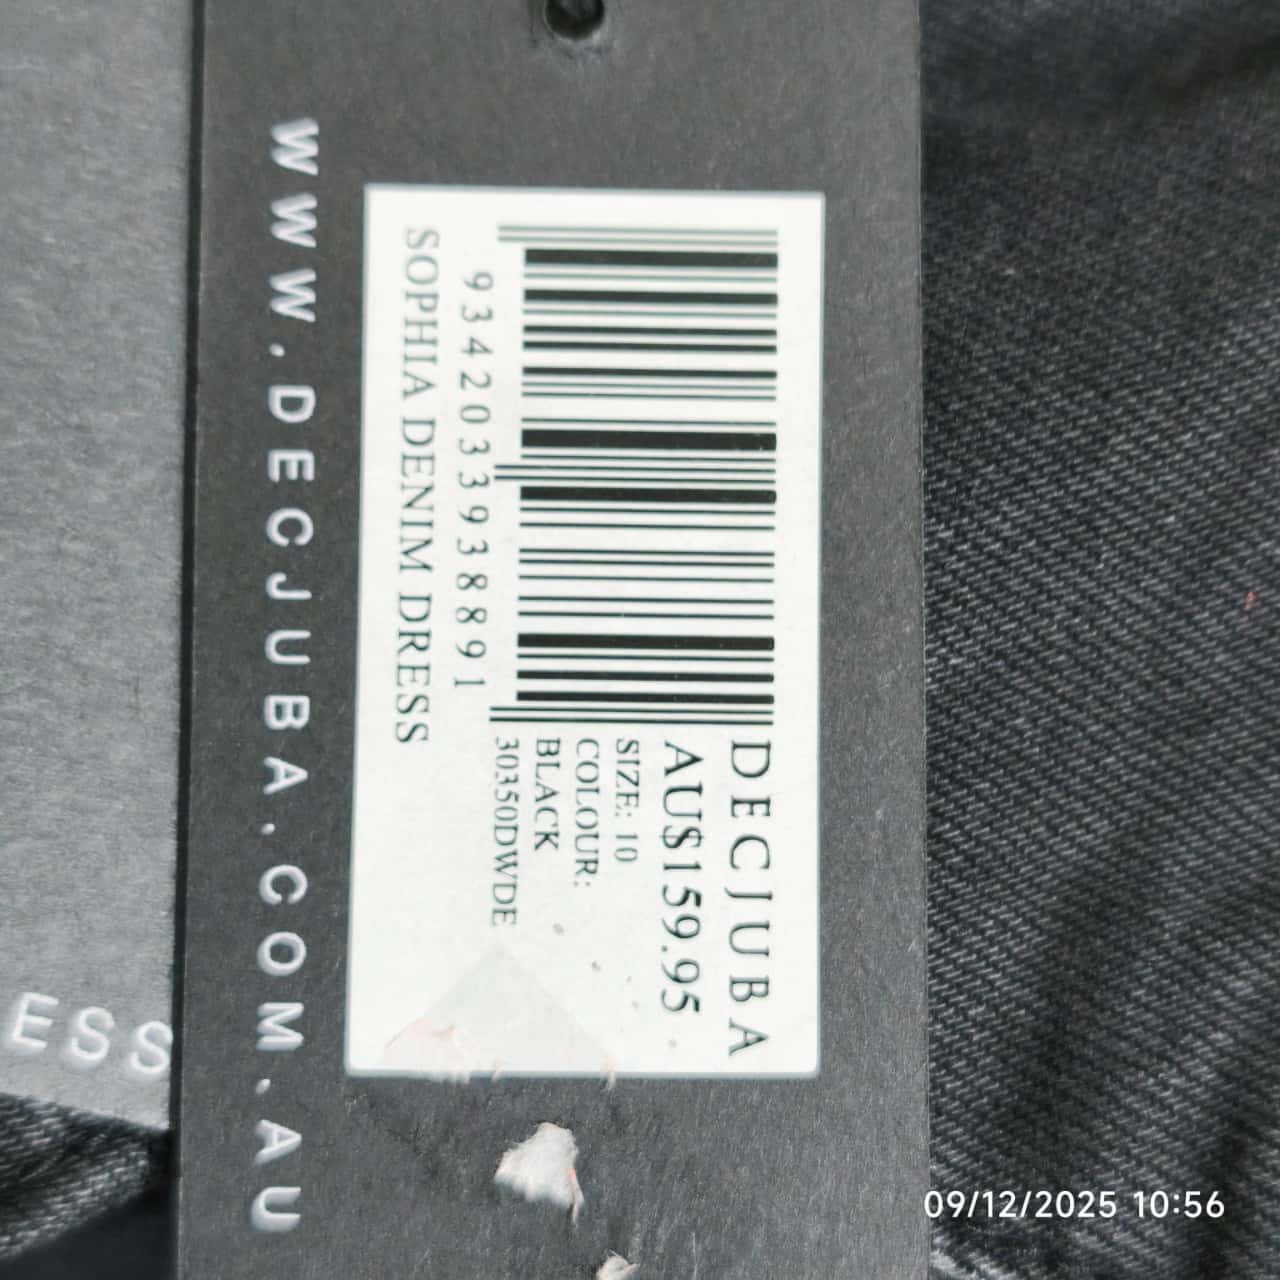 WWW.DECJUBA.COM.AU
DECJUBA
AU$159.95
SIZE: 10
COLOUR:
BLACK
30350DWDE
9342033938891
SOPHIA DENIM DRESS
ESS
09/12/2025 10:56